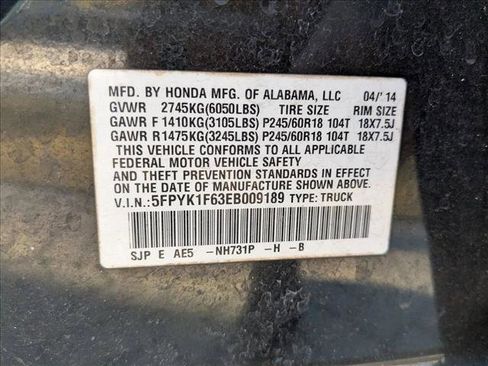 MFD. BY HONDA MFG. OF ALABAMA, LLC 04/'14
GVWR 2745KG(6050LBS) TIRE SIZE RIM SIZE
GAWR F 1410KG(3105LBS) P245/60R18 104T 18X7.5J
GAWR R1475KG(3245LBS) P245/60R18 104T 18X7.5J
THIS VEHICLE CONFORMS TO ALL APPLICABLE
FEDERAL MOTOR VEHICLE SAFETY
AND THEFT PREVENTION STANDARDS IN EFFECT
ON THE DATE OF MANUFACTURE SHOWN ABOVE.
V.I.N.: 5FPYK1F63EB009189 TYPE: TRUCK
SJP E AE5 -NH731P -H -B